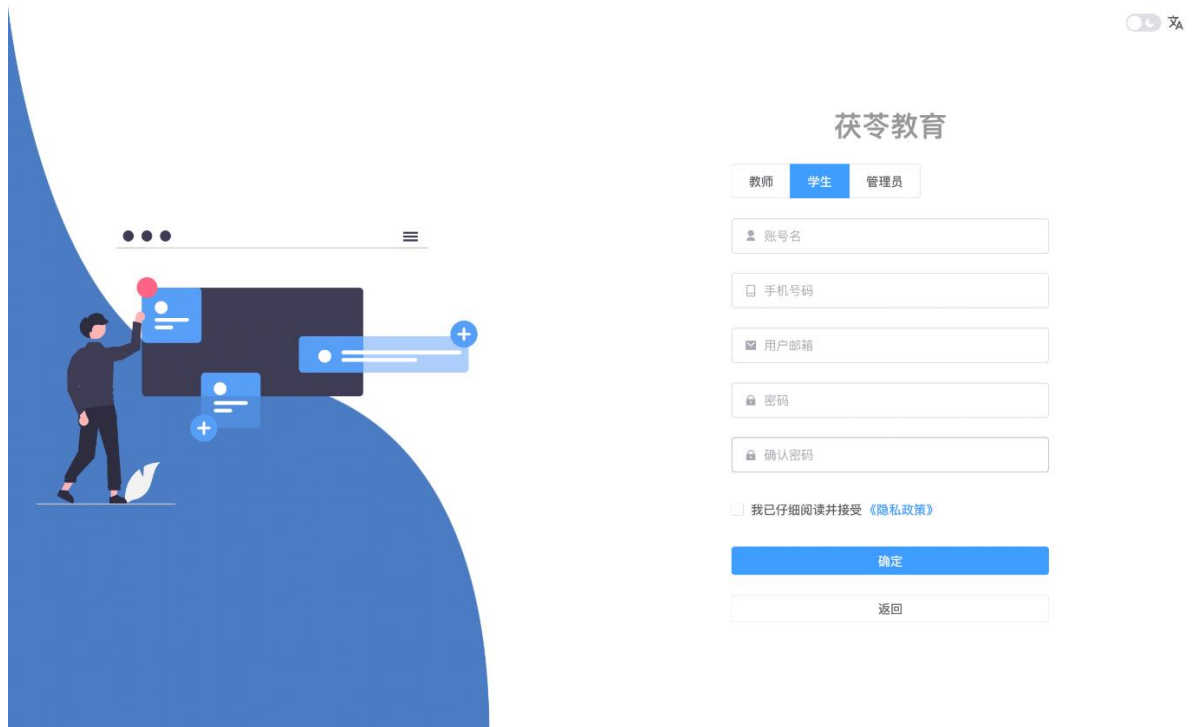 茯苓教育
教师 学生 管理员
账号名
手机号码
用户邮箱
密码
确认密码
我已仔细阅读并接受《隐私政策》
确定
返回